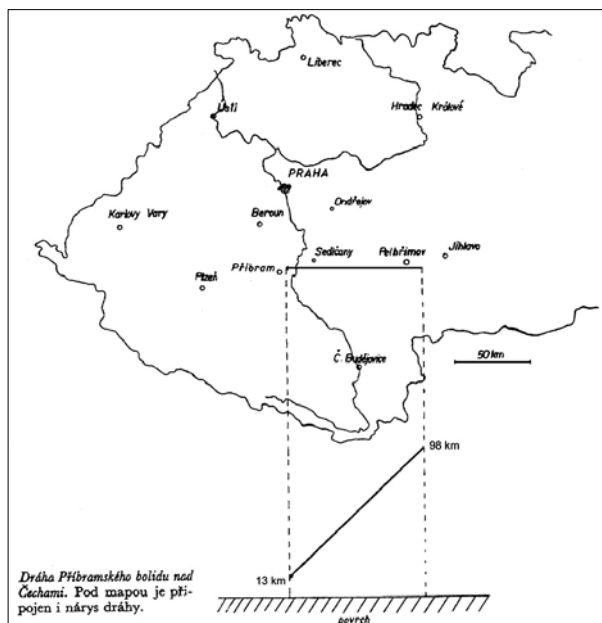 Liberec
Ústí
Hradec Králové
PRAHA
Ondřejov
Karlovy Vary
Beroun
Sedlčany
Pelhřimov
Jihlava
Příbram
Plzeň
Č. Budějovice
50 km
98 km
13 km
Dráha Příbramského bolidu nad
Čechami. Pod mapou je při-
pojen i nárys dráhy.
povrch